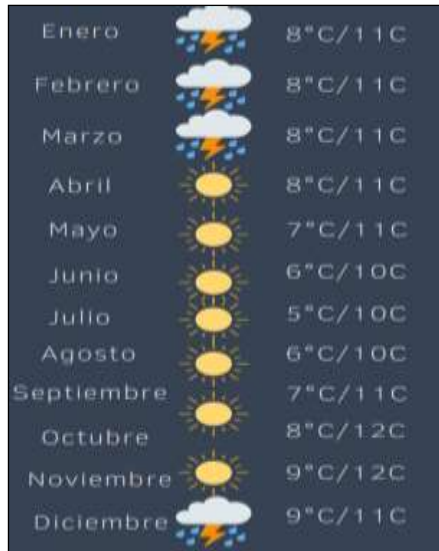 Enero 8°C/11C
Febrero 8°C/11C
Marzo 8°C/11C
Abril 8°C/11C
Mayo 7°C/11C
Junio 6°C/10C
Julio 5°C/10C
Agosto 6°C/10C
Septiembre 7°C/11C
Octubre 8°C/12C
Noviembre 9°C/12C
Diciembre 9°C/11C